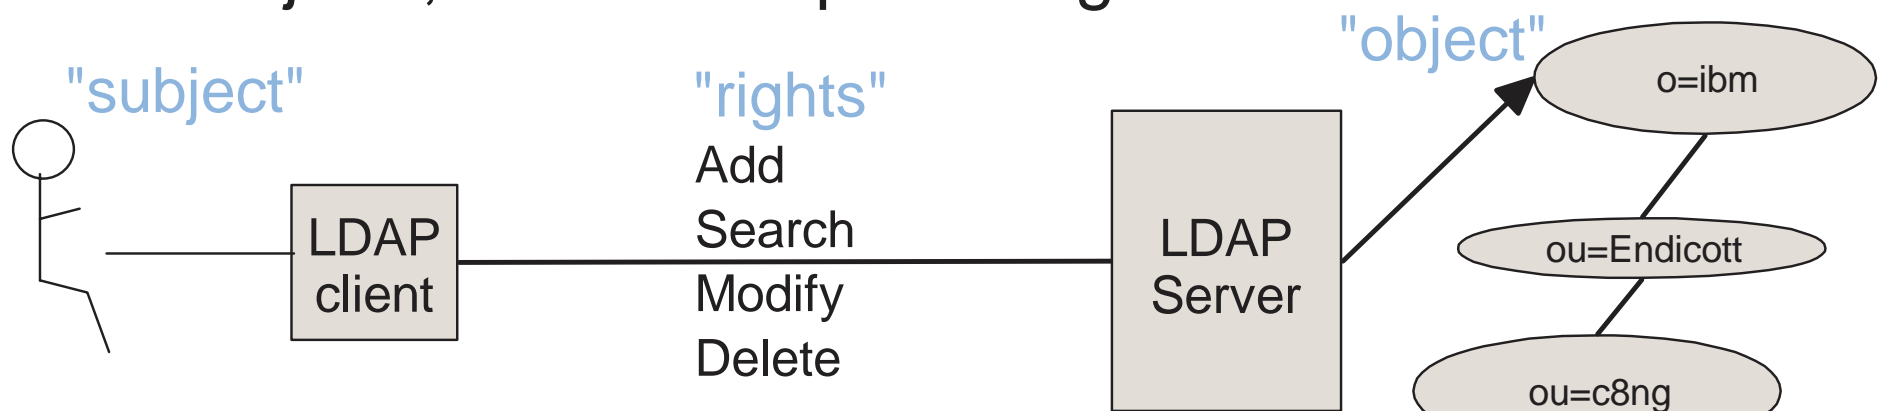 "subject"
"rights"
"object"
Add
Search
Modify
Delete
LDAP
client
LDAP
Server
o=ibm
ou=Endicott
ou=c8ng